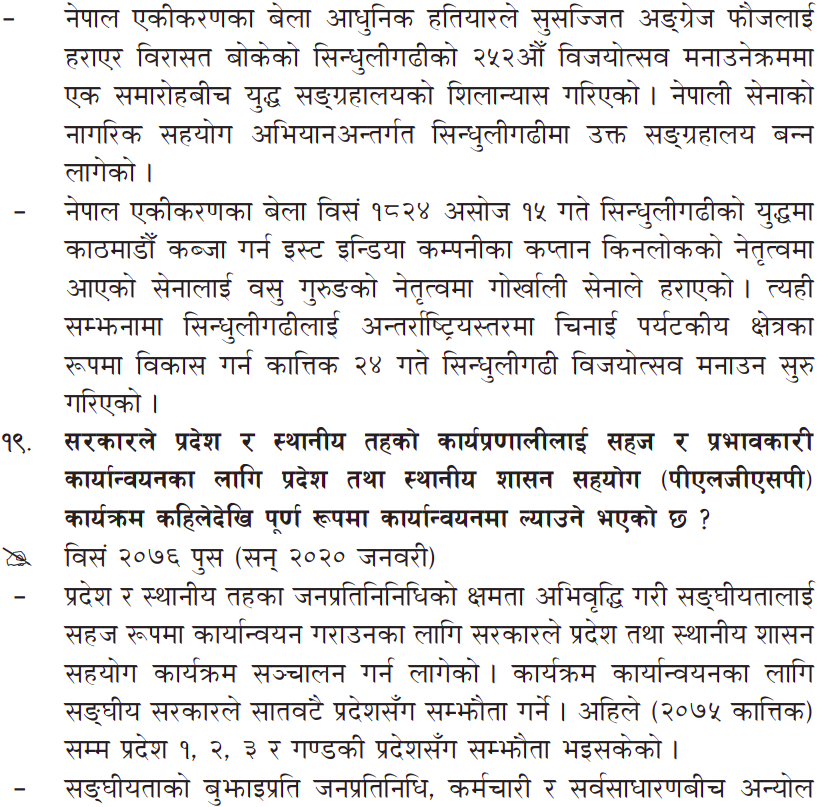 – नेपाल एकीकरणका बेला आधुनिक हतियारले सुसज्जित अङ्ग्रेज फौजलाई
हराएर विरासत बोकेको सिन्धुलीगढीको २५२औँ विजयोत्सव मनाउनेक्रममा
एक समारोहबीच युद्ध सङ्ग्रहालयको शिलान्यास गरिएको । नेपाली सेनाको
नागरिक सहयोग अभियानअन्तर्गत सिन्धुलीगढीमा उक्त सङ्ग्रहालय बन्न
लागेको ।
– नेपाल एकीकरणका बेला विसं १८२४ असोज १५ गते सिन्धुलीगढीको युद्धमा
काठमाडौँ कब्जा गर्न इस्ट इन्डिया कम्पनीका कप्तान किनलोकको नेतृत्वमा
आएको सेनालाई वसु गुरुङको नेतृत्वमा गोर्खाली सेनाले हराएको । त्यही
सम्झनामा सिन्धुलीगढीलाई अन्तर्राष्ट्रियस्तरमा चिनाई पर्यटकीय क्षेत्रका
रूपमा विकास गर्न कात्तिक २४ गते सिन्धुलीगढी विजयोत्सव मनाउन सुरु
गरिएको ।
१९. सरकारले प्रदेश र स्थानीय तहको कार्यप्रणालीलाई सहज र प्रभावकारी
कार्यान्वयनका लागि प्रदेश तथा स्थानीय शासन सहयोग (पीएलजीएसपी)
कार्यक्रम कहिलेदेखि पूर्ण रूपमा कार्यान्वयनमा ल्याउने भएको छ ?
विसं २०७६ पुस (सन् २०२० जनवरी)
– प्रदेश र स्थानीय तहका जनप्रतिनिनिधिको क्षमता अभिवृद्धि गरी सङ्घीयतालाई
सहज रूपमा कार्यान्वयन गराउनका लागि सरकारले प्रदेश तथा स्थानीय शासन
सहयोग कार्यक्रम सञ्चालन गर्न लागेको । कार्यक्रम कार्यान्वयनका लागि
सङ्घीय सरकारले सातवटै प्रदेशसँग सम्झौता गर्ने । अहिले (२०७५ कात्तिक)
सम्म प्रदेश १, २, ३ र गण्डकी प्रदेशसँग सम्झौता भइसकेको ।
– सङ्घीयताको बुझाइप्रति जनप्रतिनिधि, कर्मचारी र सर्वसाधारणबीच अन्योल